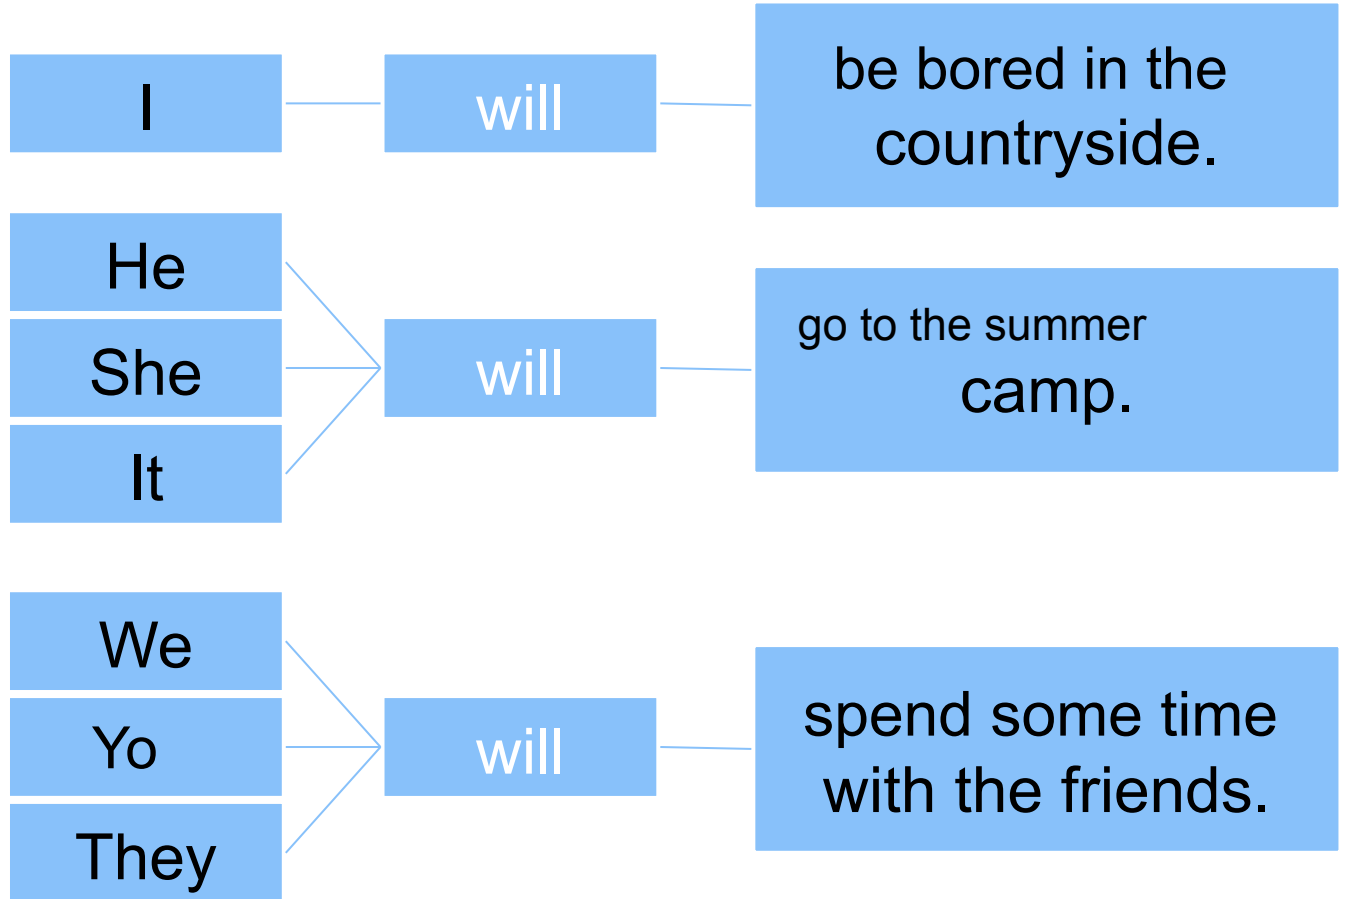 I
will
be bored in the
countryside.
He
She
It
will
go to the summer
camp.
We
Yo
They
will
spend some time
with the friends.